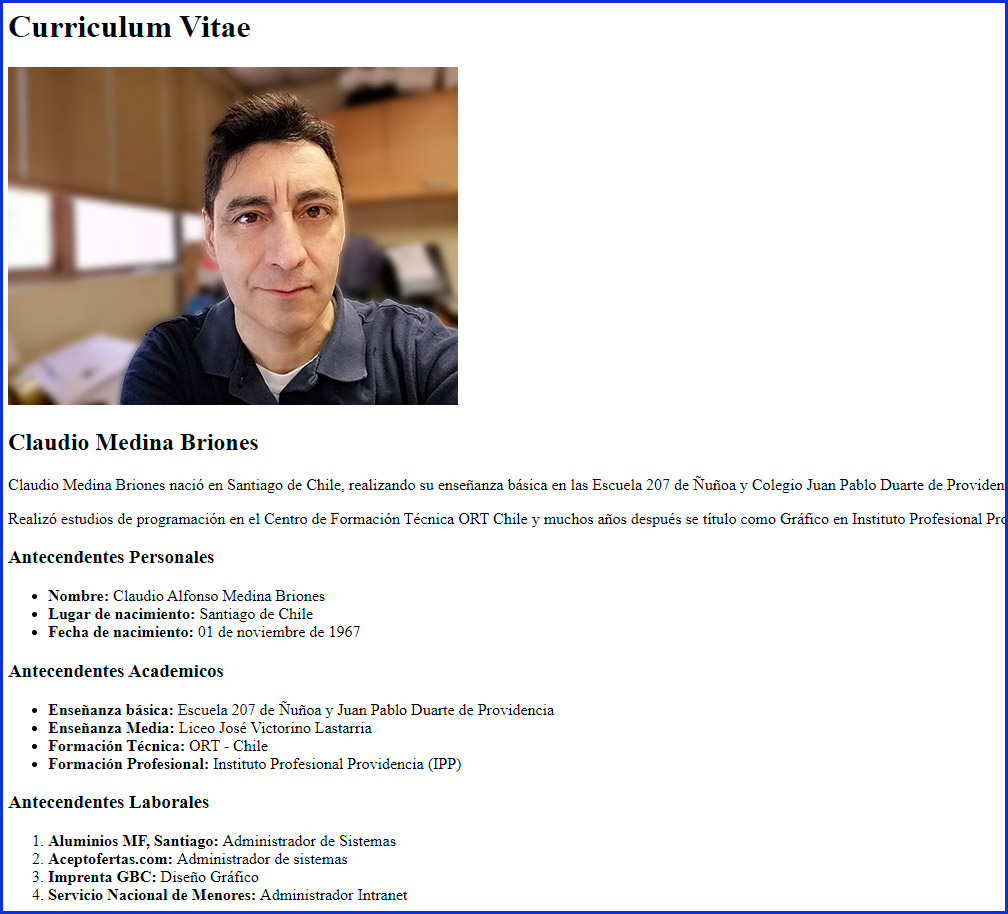 Curriculum Vitae
Claudio Medina Briones
Claudio Medina Briones nació en Santiago de Chile, realizando su enseñanza básica en las Escuela 207 de Ñuñoa y Colegio Juan Pablo Duarte de
Realizó estudios de programación en el Centro de Formación Técnica ORT Chile y muchos años después se título como Gráfico en Instituto Profesional
Antecendentes Personales
• Nombre: Claudio Alfonso Medina Briones
• Lugar de nacimiento: Santiago de Chile
• Fecha de nacimiento: 01 de noviembre de 1967
Antecendentes Academicos
• Enseñanza básica: Escuela 207 de Ñuñoa y Juan Pablo Duarte de Providencia
• Enseñanza Media: Liceo José Victorino Lastarria
• Formación Técnica: ORT - Chile
• Formación Profesional: Instituto Profesional Providencia (IPP)
Antecendentes Laborales
1. Aluminios MF, Santiago: Administrador de Sistemas
2. Aceptofertas.com: Administrador de sistemas
3. Imprenta GBC: Diseño Gráfico
4. Servicio Nacional de Menores: Administrador Intranet